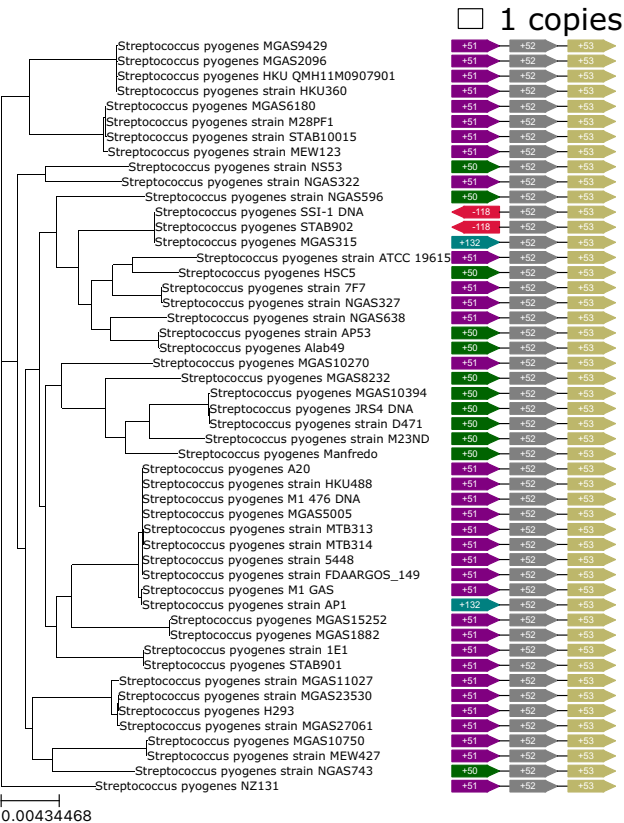 1 copies
Streptococcus pyogenes MGAS9429 +51 +52 +53
Streptococcus pyogenes MGAS2096 +51 +52 +53
Streptococcus pyogenes HKU QMH11M0907901 +51 +52 +53
Streptococcus pyogenes strain HKU360 +51 +52 +53
Streptococcus pyogenes MGAS6180 +51 +52 +53
Streptococcus pyogenes strain M28PF1 +51 +52 +53
Streptococcus pyogenes strain STAB10015 +51 +52 +53
Streptococcus pyogenes strain MEW123 +51 +52 +53
Streptococcus pyogenes strain NS53 +50 +52 +53
Streptococcus pyogenes strain NGAS322 +51 +52 +53
Streptococcus pyogenes strain NGAS596 +50 +52 +53
Streptococcus pyogenes SSI-1 DNA -118 +52 +53
Streptococcus pyogenes STAB902 -118 +52 +53
Streptococcus pyogenes MGAS315 +132 +52 +53
Streptococcus pyogenes strain ATCC 19615 +51 +52 +53
Streptococcus pyogenes HSC5 +50 +52 +53
Streptococcus pyogenes strain 7F7 +51 +52 +53
Streptococcus pyogenes strain NGAS327 +51 +52 +53
Streptococcus pyogenes strain NGAS638 +51 +52 +53
Streptococcus pyogenes strain AP53 +50 +52 +53
Streptococcus pyogenes Alab49 +50 +52 +53
Streptococcus pyogenes MGAS10270 +51 +52 +53
Streptococcus pyogenes MGAS8232 +50 +52 +53
Streptococcus pyogenes MGAS10394 +50 +52 +53
Streptococcus pyogenes JRS4 DNA +50 +52 +53
Streptococcus pyogenes strain D471 +50 +52 +53
Streptococcus pyogenes strain M23ND +50 +52 +53
Streptococcus pyogenes Manfredo +50 +52 +53
Streptococcus pyogenes A20 +51 +52 +53
Streptococcus pyogenes strain HKU488 +51 +52 +53
Streptococcus pyogenes M1 476 DNA +51 +52 +53
Streptococcus pyogenes MGAS5005 +51 +52 +53
Streptococcus pyogenes strain MTB313 +51 +52 +53
Streptococcus pyogenes strain MTB314 +51 +52 +53
Streptococcus pyogenes strain 5448 +51 +52 +53
Streptococcus pyogenes strain FDAARGOS_149 +51 +52 +53
Streptococcus pyogenes M1 GAS +51 +52 +53
Streptococcus pyogenes strain AP1 +132 +52 +53
Streptococcus pyogenes MGAS15252 +51 +52 +53
Streptococcus pyogenes MGAS1882 +51 +52 +53
Streptococcus pyogenes strain 1E1 +51 +52 +53
Streptococcus pyogenes STAB901 +51 +52 +53
Streptococcus pyogenes strain MGAS11027 +51 +52 +53
Streptococcus pyogenes strain MGAS23530 +51 +52 +53
Streptococcus pyogenes H293 +51 +52 +53
Streptococcus pyogenes strain MGAS27061 +51 +52 +53
Streptococcus pyogenes MGAS10750 +51 +52 +53
Streptococcus pyogenes strain MEW427 +51 +52 +53
Streptococcus pyogenes strain NGAS743 +50 +52 +53
Streptococcus pyogenes NZ131 +51 +52 +53
0.00434468